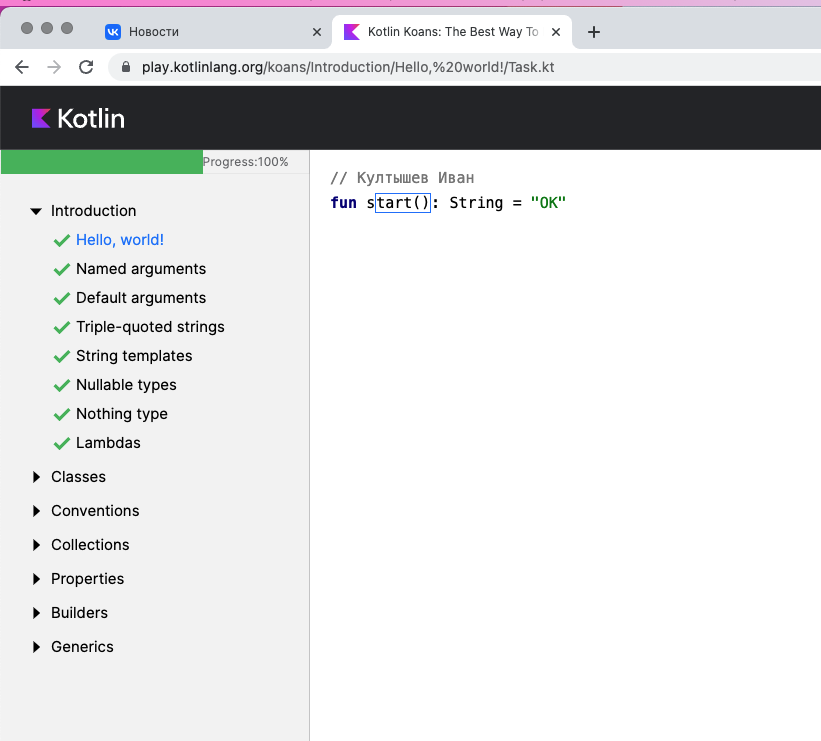 Новости
Kotlin Koans: The Best Way To
play.kotlinlang.org/koans/Introduction/Hello,%20world!/Task.kt
Kotlin
Progress:100%
Introduction
Hello, world!
Named arguments
Default arguments
Triple-quoted strings
String templates
Nullable types
Nothing type
Lambdas
Classes
Conventions
Collections
Properties
Builders
Generics
// Култышев Иван
fun start(): String = "OK"